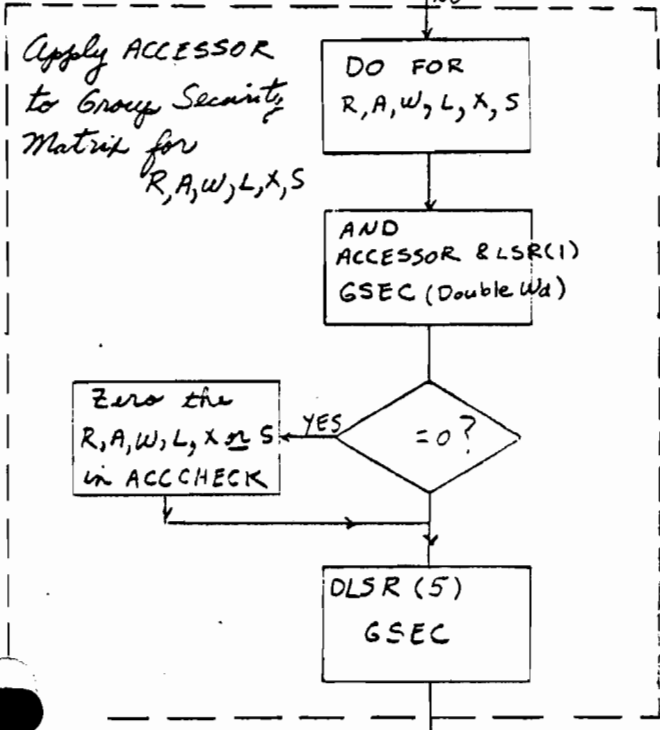 NO
Apply ACCESSOR
to Group Security
Matrix for
R,A,W,L,X,S
DO FOR
R,A,W,L,X,S
AND
ACCESSOR & LSR(1)
GSEC (Double Wd)
=0?
YES
Zero the
R,A,W,L,X or S
in ACCCHECK
DLSR (5)
GSEC